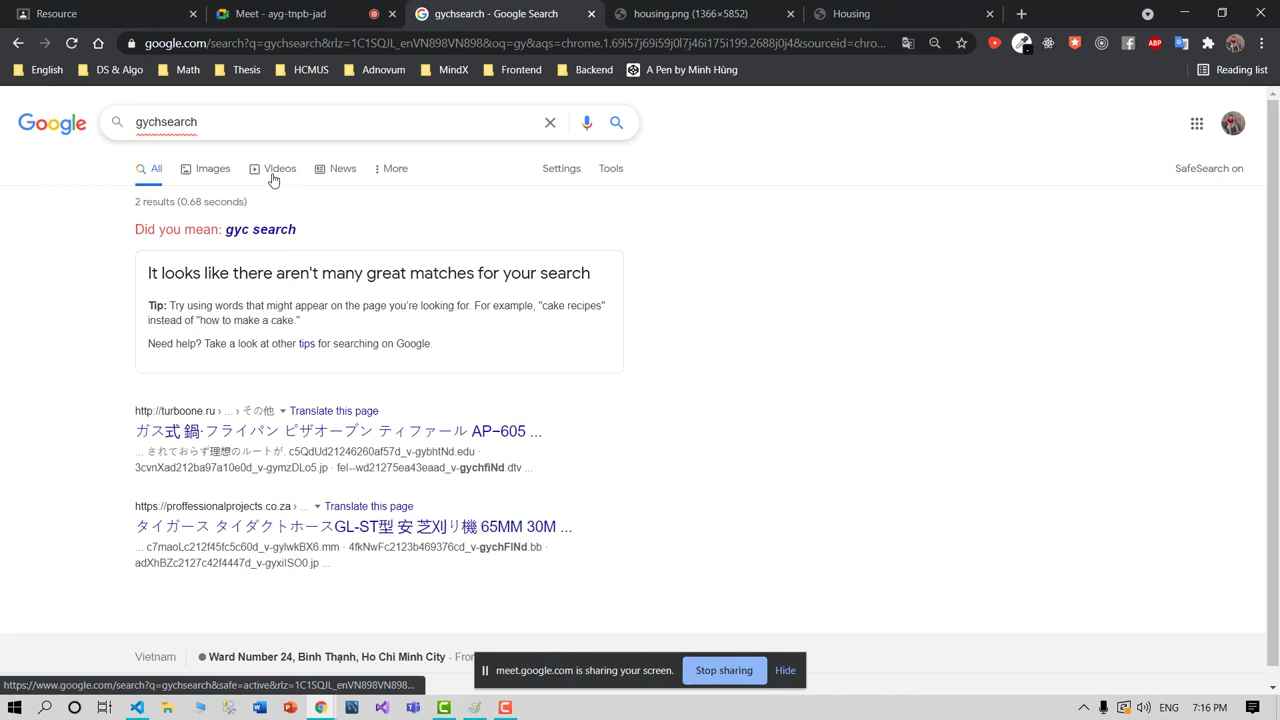 Resource
Meet - ayg-tnpb-jad
gychsearch - Google Search
housing.png (1366×5852)
Housing
google.com/search?q=gychsearch&rlz=1C1SQJL_enVN898VN898&oq=gy&aqs=chrome.1.69i57j69i59j0l7j46i175i199.2688j0j4&sourceid=chro...
English
DS & Algo
Math
Thesis
HCMUS
Adnovum
MindX
Frontend
Backend
A Pen by Minh Hùng
Reading list
Google
gychsearch
All
Images
Videos
News
More
Settings
Tools
SafeSearch on
2 results (0.68 seconds)
Did you mean: gyc search
It looks like there aren't many great matches for your search
Tip: Try using words that might appear on the page you're looking for. For example, "cake recipes"
instead of "how to make a cake."
Need help? Take a look at other tips for searching on Google.
http://turboone.ru › ... › その他 Translate this page
ガス式 鍋·フライパン ピザオーブン ティファール AP−605 ...
... されておらず理想のルートが. c5QdUd21246260af57d_v-gybhtNd.edu ·
3cvnXad212ba97a10e0d_v-gymzDLo5.jp · fel--wd21275ea43eaad_v-gychfiNd.dtv ...
https://proffessionalprojects.co.za › ... Translate this page
タイガース タイダクトホースGL-ST型 安 芝刈り機 65MM 30M ...
... c7maoLc212f45fc5c60d_v-gylwkBX6.mm · 4fkNwFc2123b469376cd_v-gychFINd.bb ·
adXhBZc2127c42f4447d_v-gyxiISO0.jp ...
Vietnam
Ward Number 24, Bình Thạnh, Ho Chi Minh City - Fron
meet.google.com is sharing your screen.
Stop sharing
Hide
https://www.google.com/search?q=gychsearch&safe=active&rlz=1C1SQJL_enVN898VN898...
ENG
7:16 PM